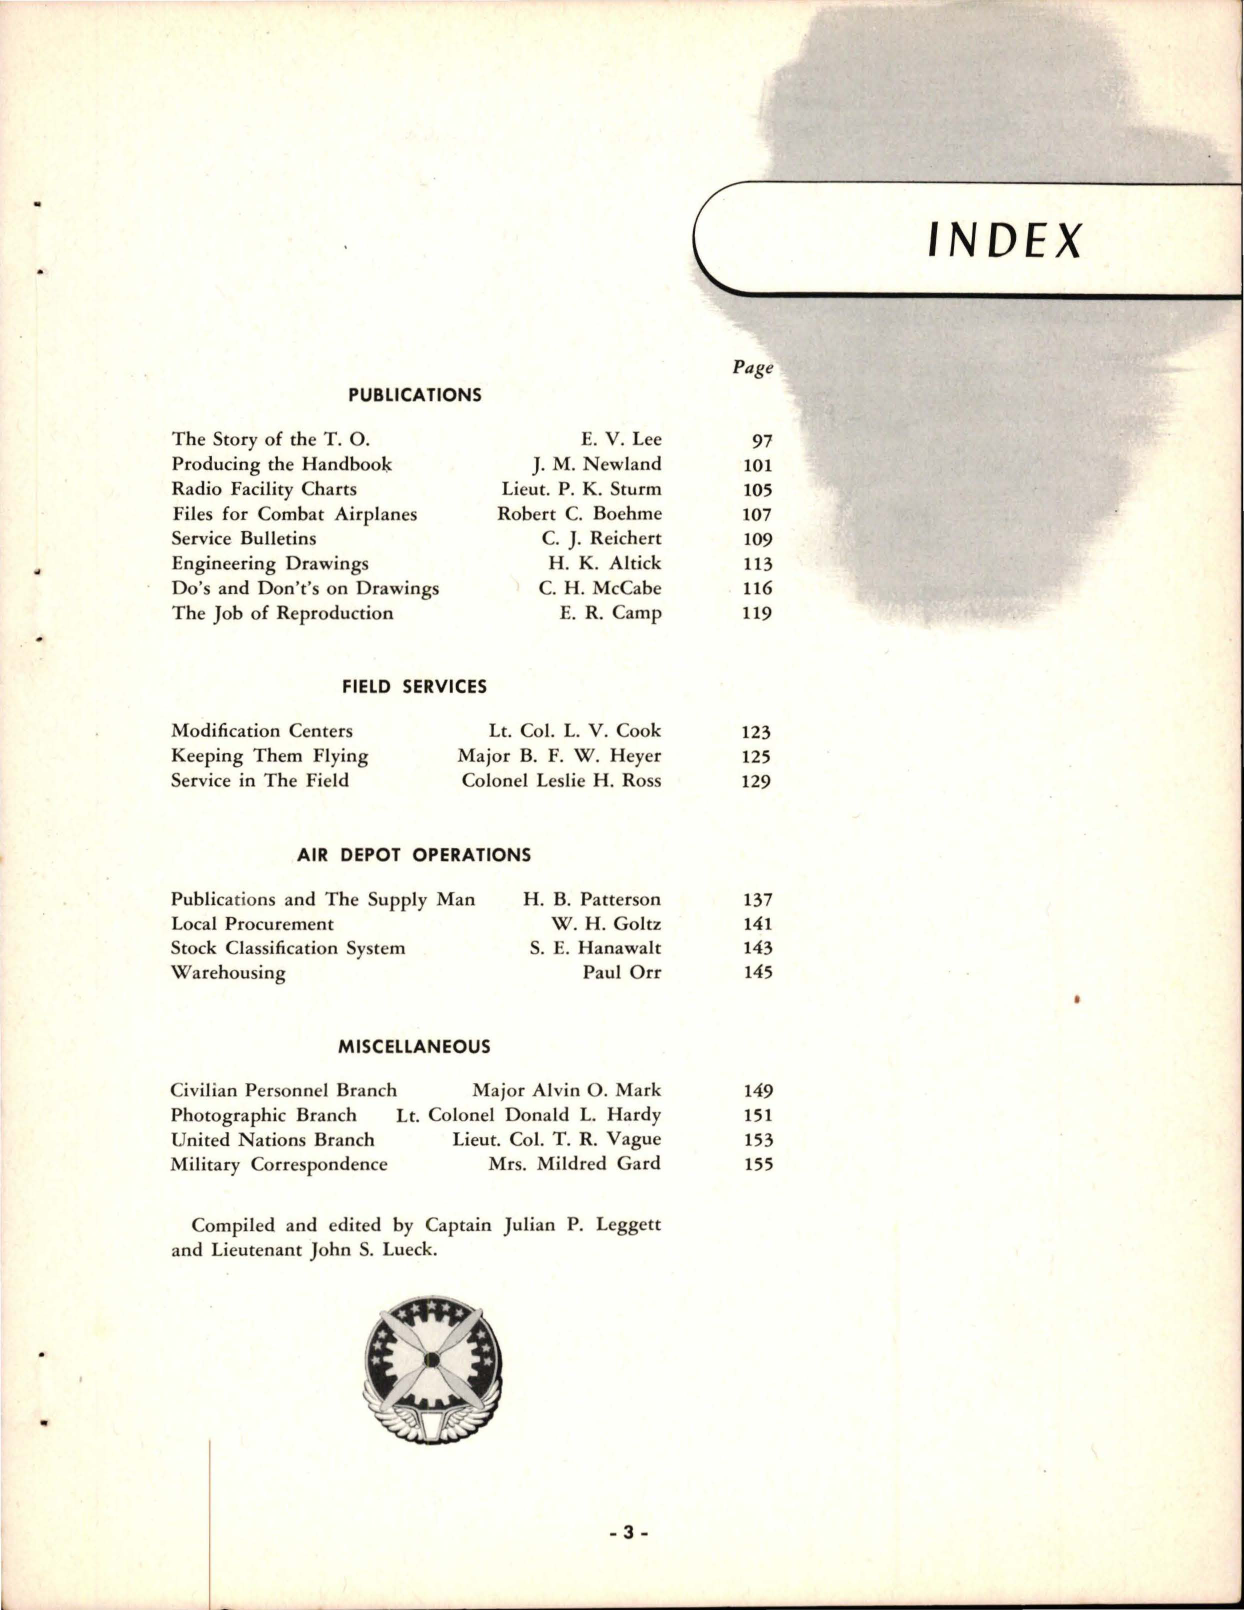 INDEX
Page
PUBLICATIONS
The Story of the T. O. E. V. Lee 97
Producing the Handbook J. M. Newland 101
Radio Facility Charts Lieut. P. K. Sturm 105
Files for Combat Airplanes Robert C. Boehme 107
Service Bulletins C. J. Reichert 109
Engineering Drawings H. K. Altick 113
Do's and Don't's on Drawings C. H. McCabe 116
The Job of Reproduction E. R. Camp 119
FIELD SERVICES
Modification Centers Lt. Col. L. V. Cook 123
Keeping Them Flying Major B. F. W. Heyer 125
Service in The Field Colonel Leslie H. Ross 129
AIR DEPOT OPERATIONS
Publications and The Supply Man H. B. Patterson 137
Local Procurement W. H. Goltz 141
Stock Classification System S. E. Hanawalt 143
Warehousing Paul Orr 145
MISCELLANEOUS
Civilian Personnel Branch Major Alvin O. Mark 149
Photographic Branch Lt. Colonel Donald L. Hardy 151
United Nations Branch Lieut. Col. T. R. Vague 153
Military Correspondence Mrs. Mildred Gard 155
Compiled and edited by Captain Julian P. Leggett
and Lieutenant John S. Lueck.
- 3 -